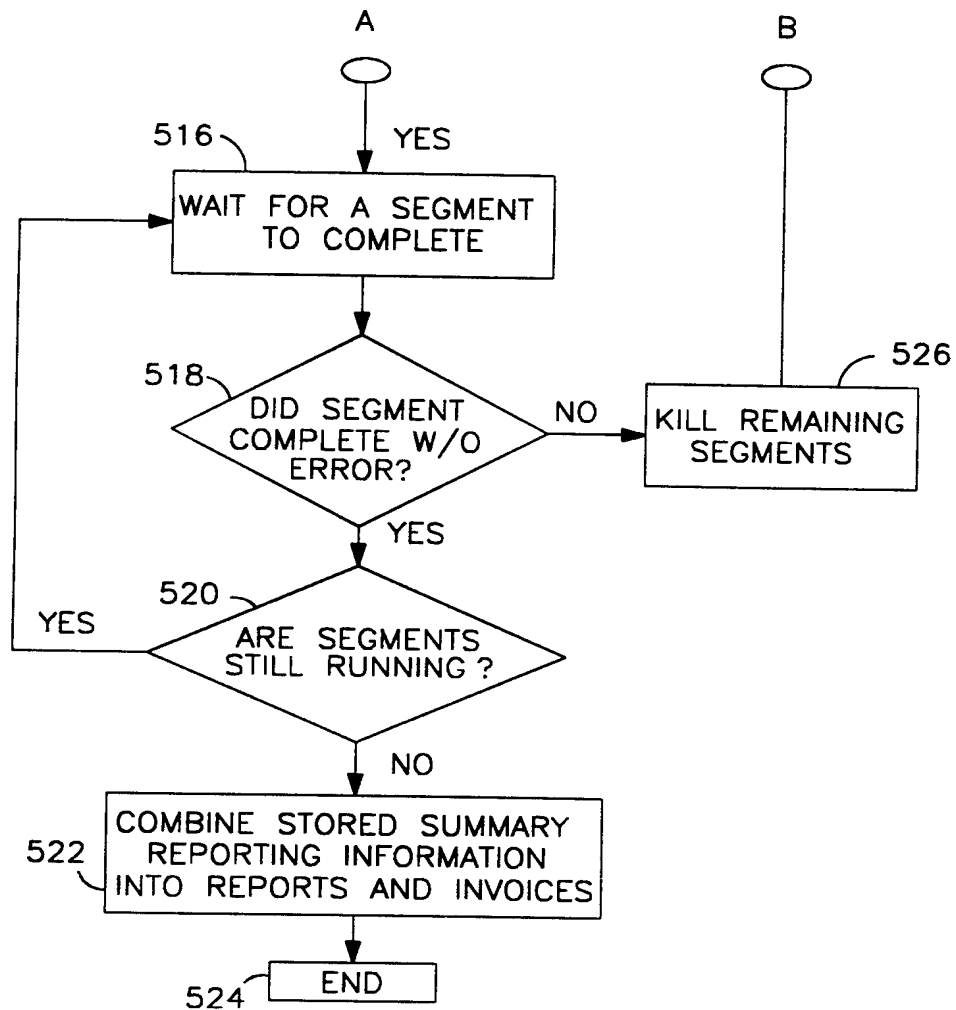 A
B
YES
516
WAIT FOR A SEGMENT
TO COMPLETE
518
DID SEGMENT
COMPLETE W/O
ERROR?
NO
526
KILL REMAINING
SEGMENTS
YES
520
YES
ARE SEGMENTS
STILL RUNNING ?
NO
522
COMBINE STORED SUMMARY
REPORTING INFORMATION
INTO REPORTS AND INVOICES
524
END